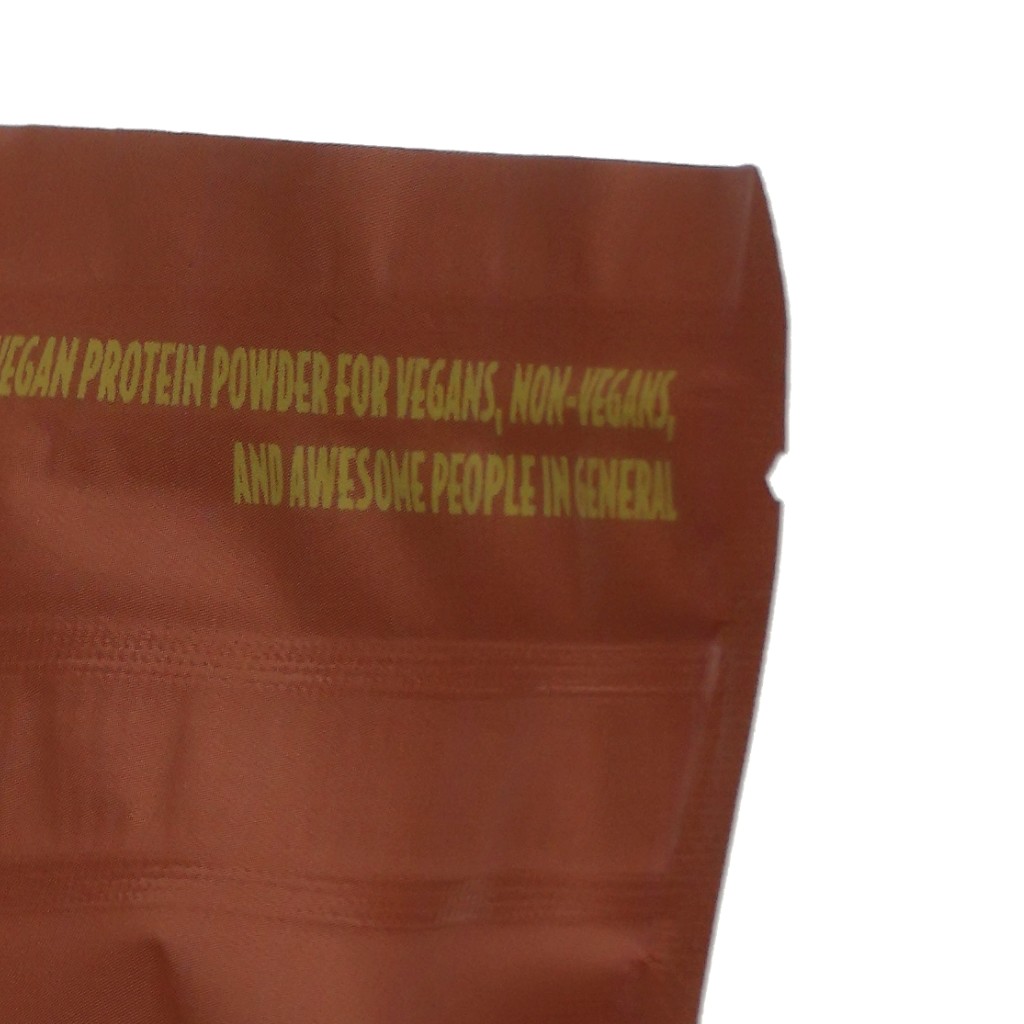 VEGAN PROTEIN POWDER FOR VEGANS, NON-VEGANS,
AND AWESOME PEOPLE IN GENERAL